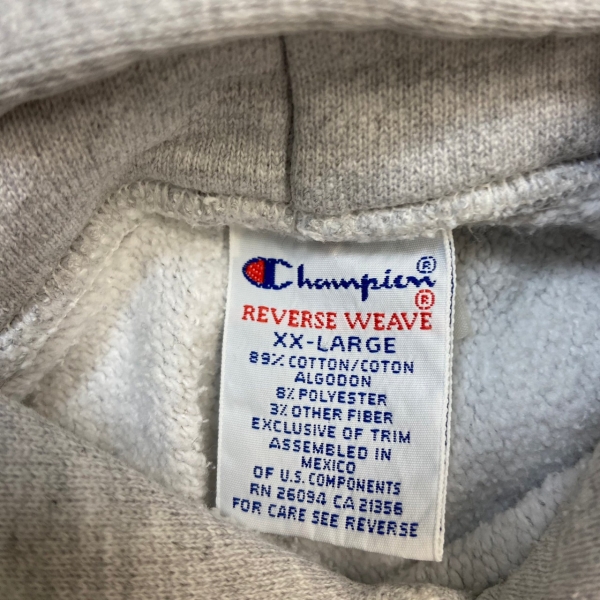 Champion®
®
REVERSE WEAVE
XX-LARGE
89% COTTON/COTON
ALGODON
8% POLYESTER
3% OTHER FIBER
EXCLUSIVE OF TRIM
ASSEMBLED IN
MEXICO
OF U.S. COMPONENTS
RN 26094 CA 21356
FOR CARE SEE REVERSE